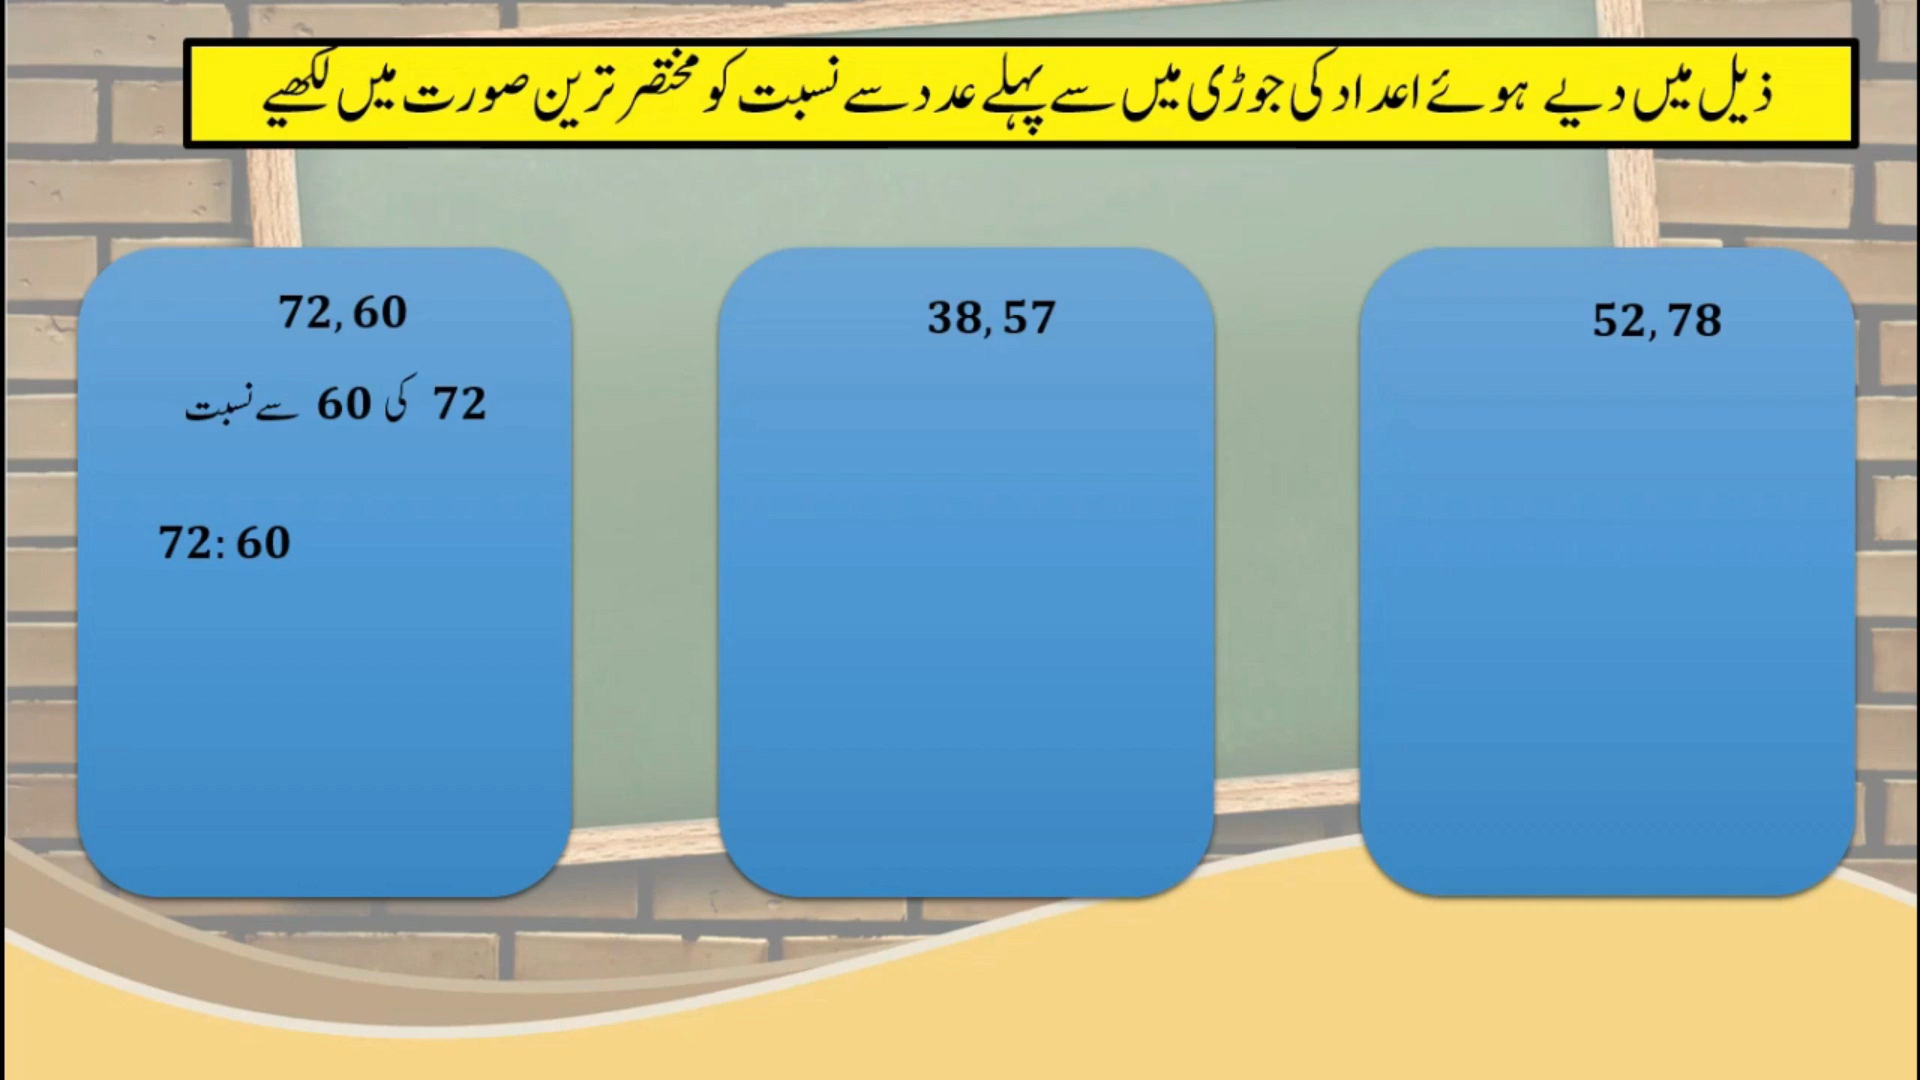 ذیل میں دیے ہوئے اعداد کی جوڑی میں سے پہلے عدد سے نسبت کو مختصر ترین صورت میں لکھیے
72, 60
72 کی 60 سے نسبت
72: 60
38, 57
52, 78